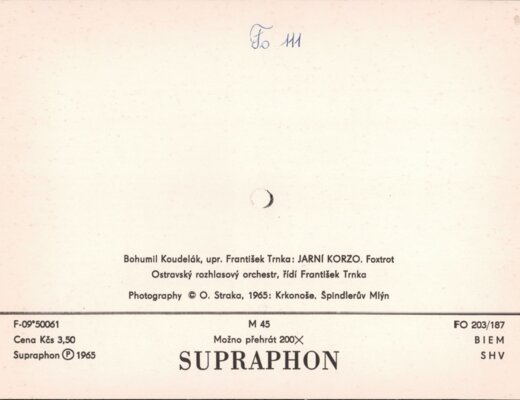 Fo 111
Bohumil Koudelák, upr. František Trnka: JARNÍ KORZO. Foxtrot
Ostravský rozhlasový orchestr, řídí František Trnka
Photography © O. Straka, 1965: Krkonoše. Špindlerův Mlýn
F-09*50061 M 45 FO 203/187
Cena Kčs 3,50 Možno přehrát 200X BIEM
Supraphon Ⓟ 1965 SUPRAPHON SHV